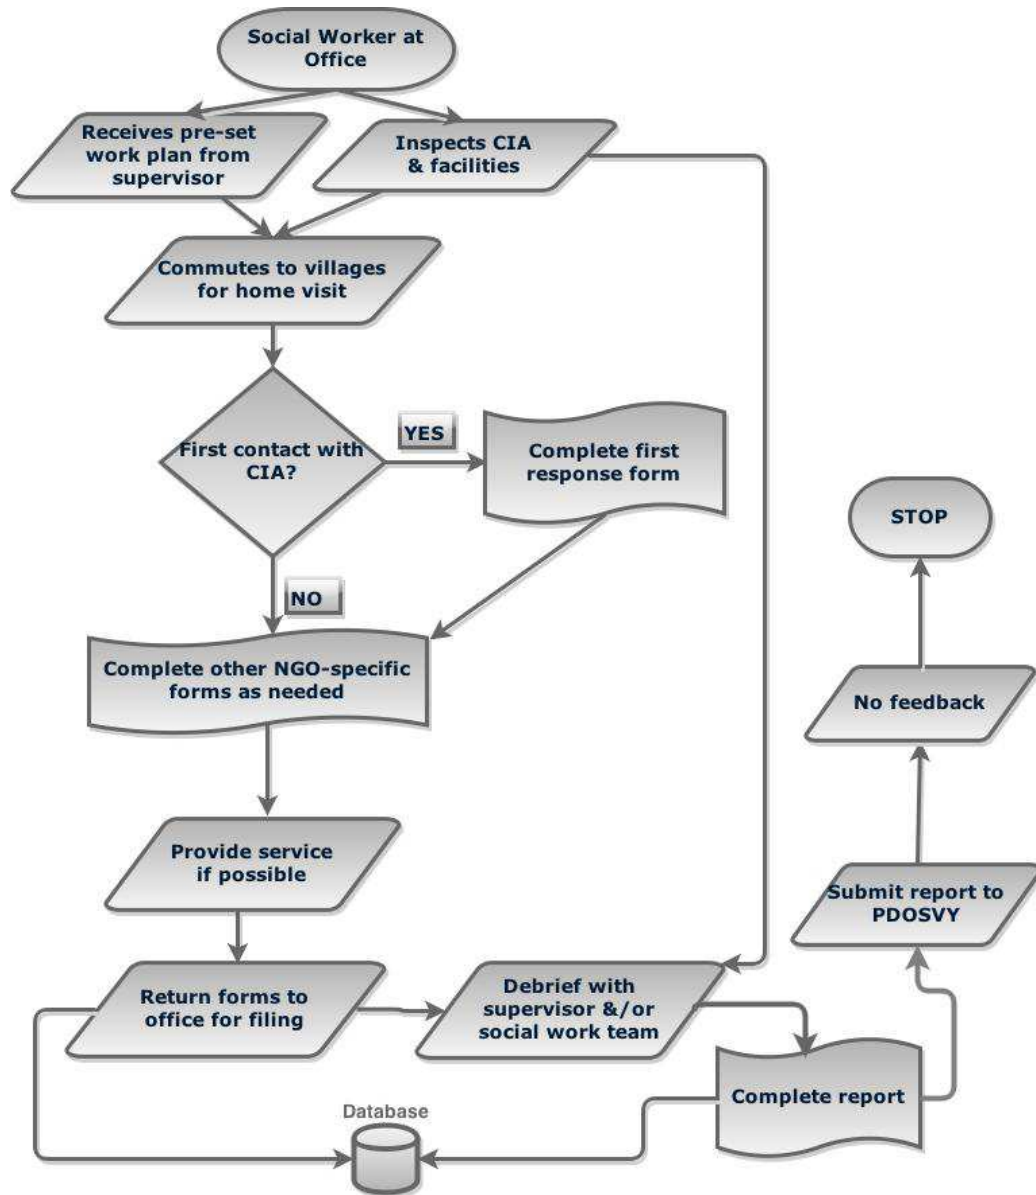 Social Worker at
Office
Receives pre-set
work plan from
supervisor
Inspects CIA
& facilities
Commutes to villages
for home visit
First contact with
CIA?
YES
Complete first
response form
NO
Complete other NGO-specific
forms as needed
Provide service
if possible
Return forms to
office for filing
Debrief with
supervisor &/or
social work team
Database
Complete report
Submit report to
PDOSVY
No feedback
STOP